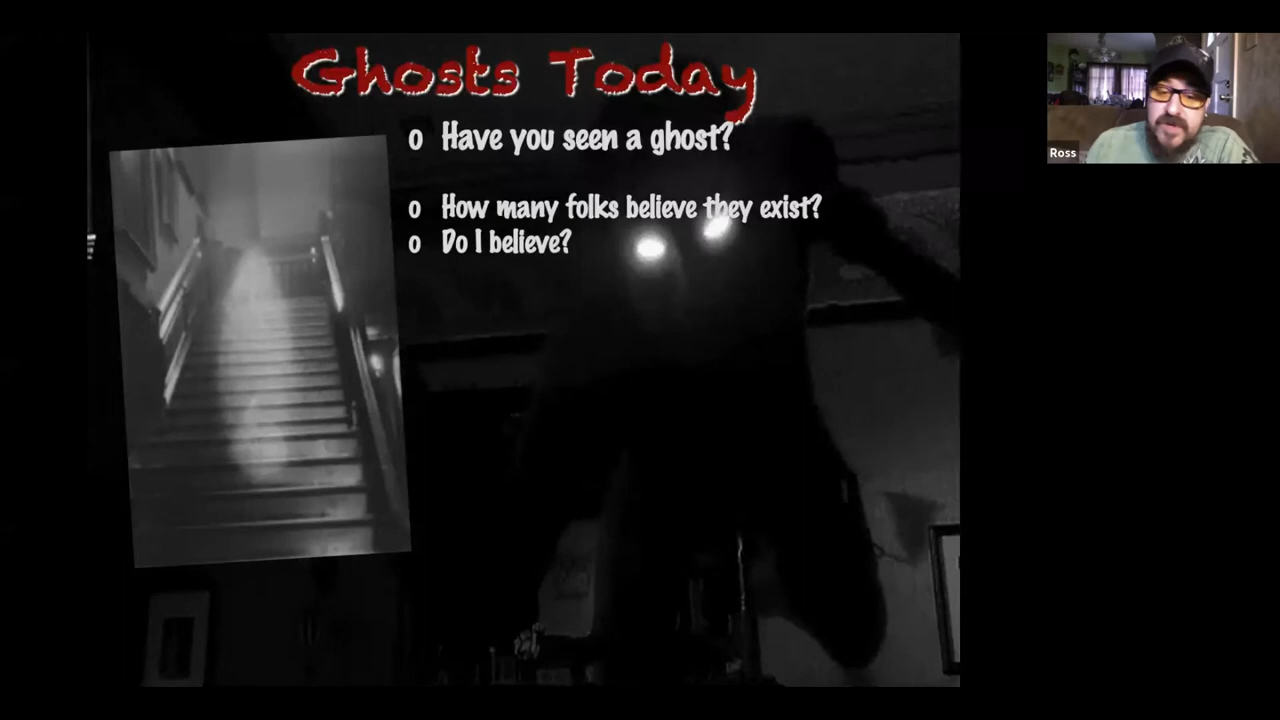 Ghosts Today
o Have you seen a ghost?
o How many folks believe they exist?
o Do I believe?
Ross